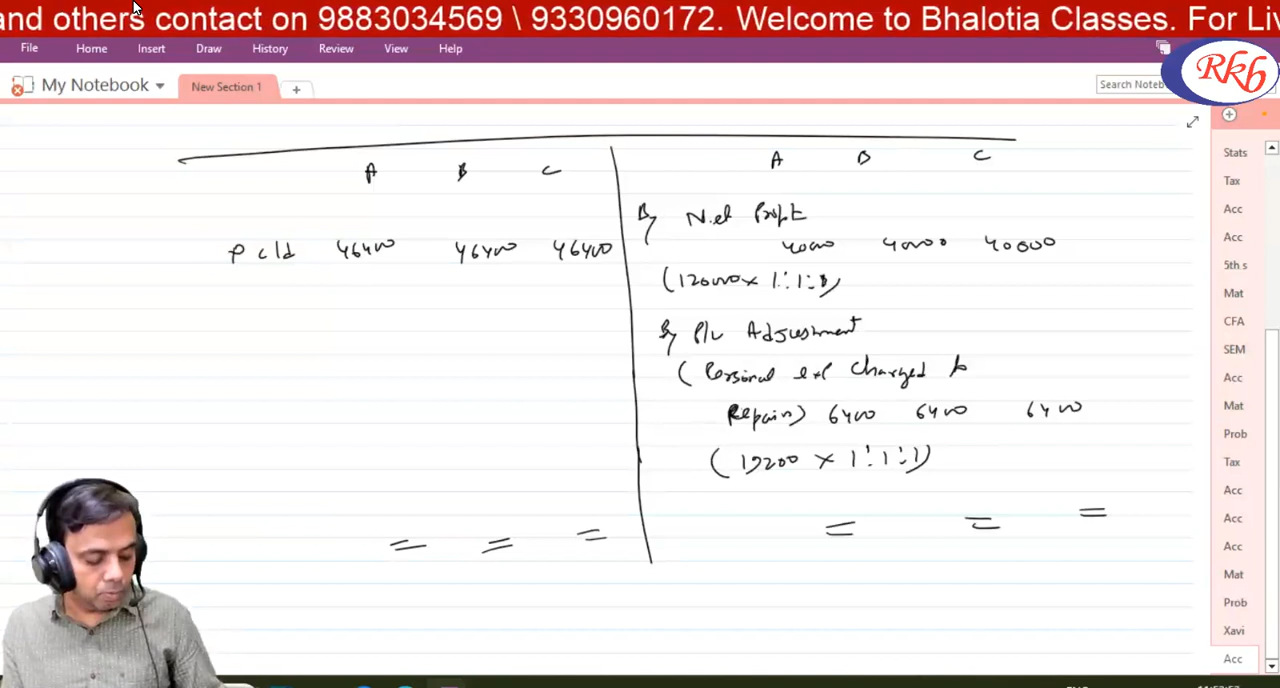 and others contact on 9883034569 \ 9330960172. Welcome to Bhalotia Classes. For Liv
File Home Insert Draw History Review View Help
Rkb
My Notebook New Section 1 + Search Noteb
A B C A B C
By Net Profit
P c/d 46400 46400 46400 40000 40000 40000
(120000 x 1:1:1)
By P/L Adjustment
(Personal exp Charged to
Repairs) 6400 6400 6400
(19200 x 1:1:1)
Stats
Tax
Acc
Acc
5th s
Mat
CFA
SEM
Acc
Mat
Prob
Tax
Acc
Acc
Acc
Mat
Prob
Xavi
Acc